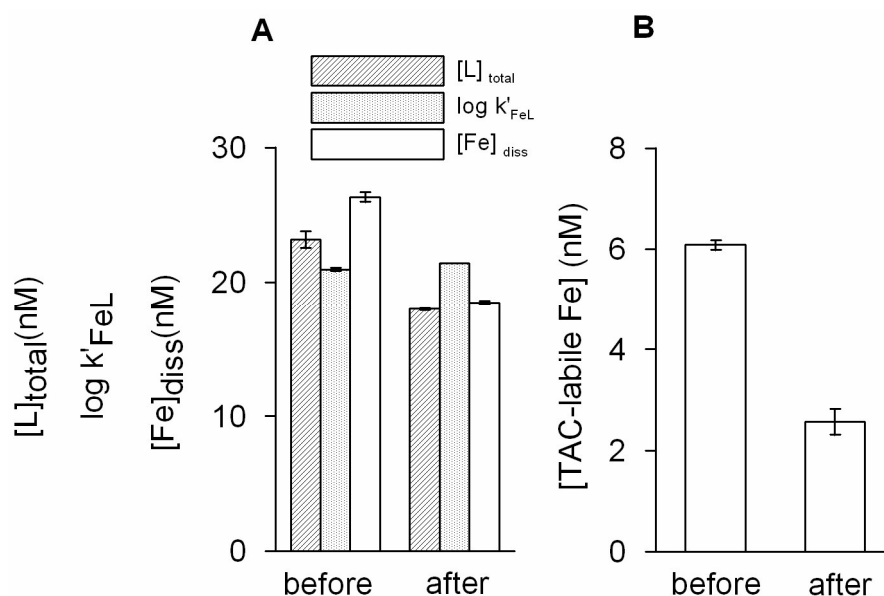 A
B
[L] total
log k'FeL
[Fe] diss
[L]total(nM)
log k'FeL
[Fe]diss(nM)
30
20
10
0
before after
[TAC-labile Fe] (nM)
8
6
4
2
0
before after